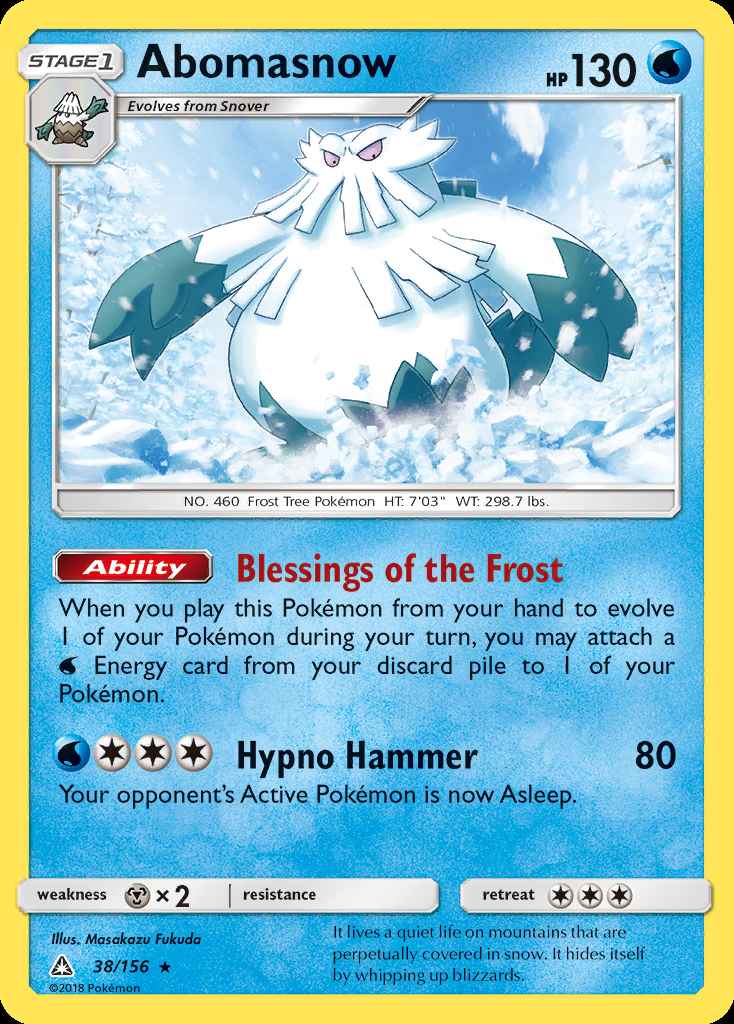 STAGE1
Abomasnow
HP 130
Evolves from Snover
NO. 460 Frost Tree Pokémon HT: 7'03" WT: 298.7 lbs.
Ability Blessings of the Frost
When you play this Pokémon from your hand to evolve
1 of your Pokémon during your turn, you may attach a
Energy card from your discard pile to 1 of your
Pokémon.
Hypno Hammer 80
Your opponent's Active Pokémon is now Asleep.
weakness ×2 resistance retreat
Illus. Masakazu Fukuda
38/156 ★
©2018 Pokémon
It lives a quiet life on mountains that are
perpetually covered in snow. It hides itself
by whipping up blizzards.